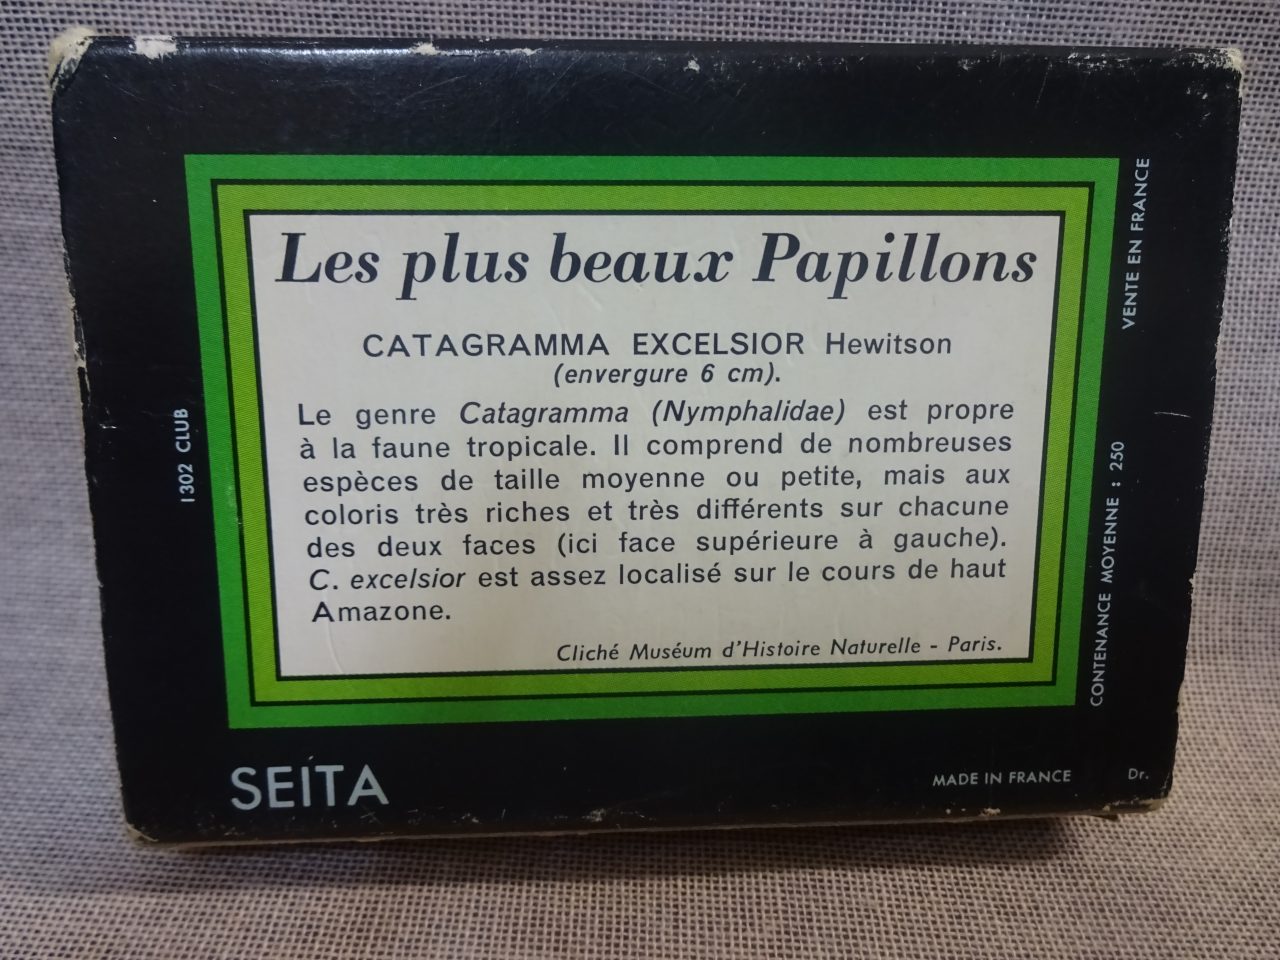 Les plus beaux Papillons
CATAGRAMMA EXCELSIOR Hewitson
(envergure 6 cm).
Le genre Catagramma (Nymphalidae) est propre
à la faune tropicale. Il comprend de nombreuses
espèces de taille moyenne ou petite, mais aux
coloris très riches et très différents sur chacune
des deux faces (ici face supérieure à gauche).
C. excelsior est assez localisé sur le cours de haut
Amazone.
Cliché Muséum d'Histoire Naturelle - Paris.
1302 CLUB
VENTE EN FRANCE
CONTENANCE MOYENNE : 250
SEITA
MADE IN FRANCE
Dr.